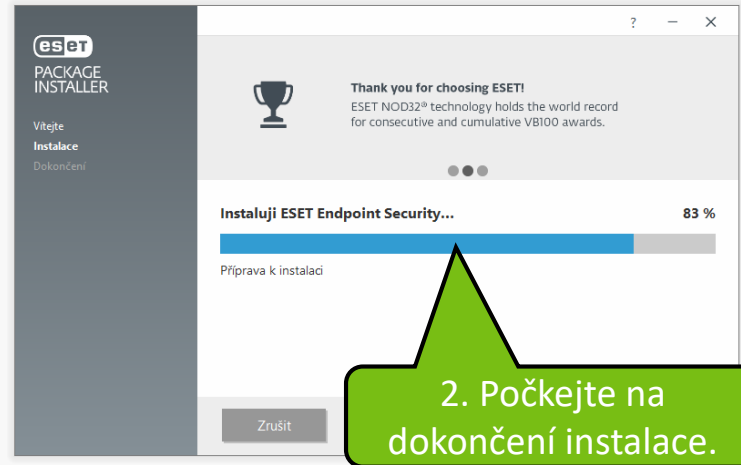 ? — ✕
eset
PACKAGE
INSTALLER
Vítejte
Instalace
Dokončení
Thank you for choosing ESET!
ESET NOD32® technology holds the world record
for consecutive and cumulative VB100 awards.
Instaluji ESET Endpoint Security... 83 %
Příprava k instalaci
Zrušit
2. Počkejte na
dokončení instalace.